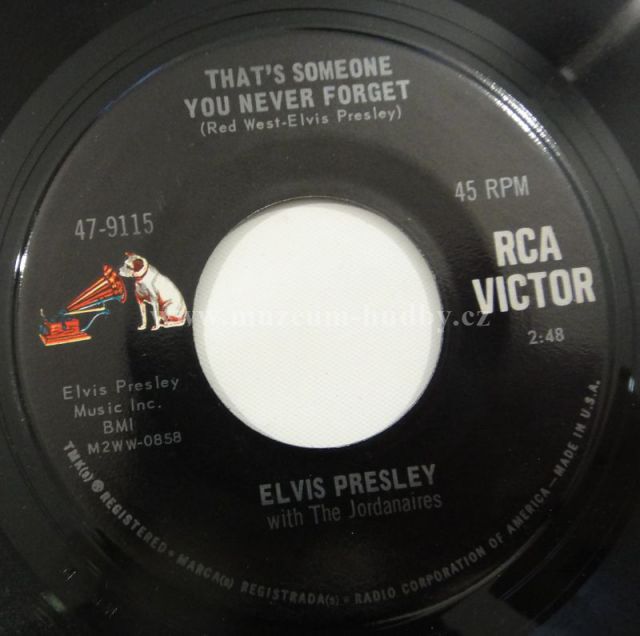 THAT'S SOMEONE
YOU NEVER FORGET
(Red West-Elvis Presley)
45 RPM
47-9115
RCA
VICTOR
www.muzeum-hudby.cz
2:48
Elvis Presley
Music Inc.
BMI
M2WW-0858
ELVIS PRESLEY
with The Jordanaires
TMK(s) ® REGISTERED • MARCA(s) REGISTRADA(s) • RADIO CORPORATION OF AMERICA—MADE IN U.S.A.